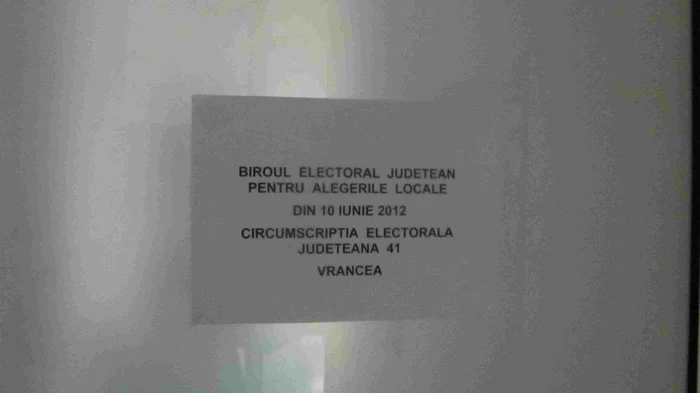 BIROUL ELECTORAL JUDETEAN
PENTRU ALEGERILE LOCALE
DIN 10 IUNIE 2012
CIRCUMSCRIPTIA ELECTORALA
JUDETEANA 41
VRANCEA